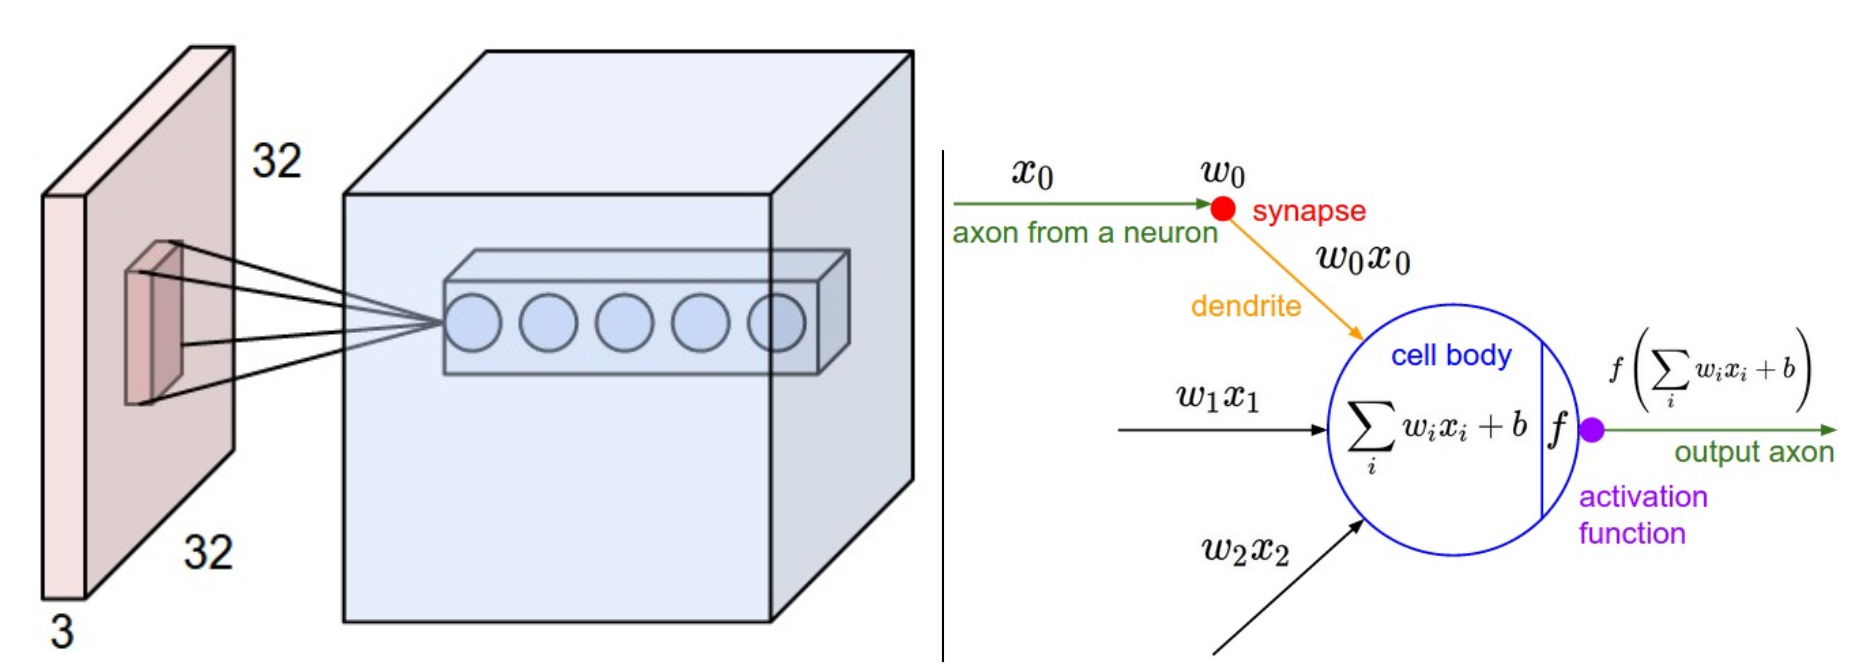 32
32
3
x₀
w₀
synapse
axon from a neuron
w₀x₀
dendrite
cell body
w₁x₁
∑ᵢ wᵢxᵢ + b
f
f(∑ᵢ wᵢxᵢ + b)
output axon
activation
function
w₂x₂